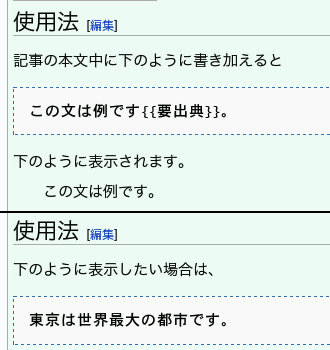 使用法 [編集]
記事の本文中に下のように書き加えると
この文は例です{{要出典}}。
下のように表示されます。
この文は例です。
使用法 [編集]
下のように表示したい場合は、
東京は世界最大の都市です。